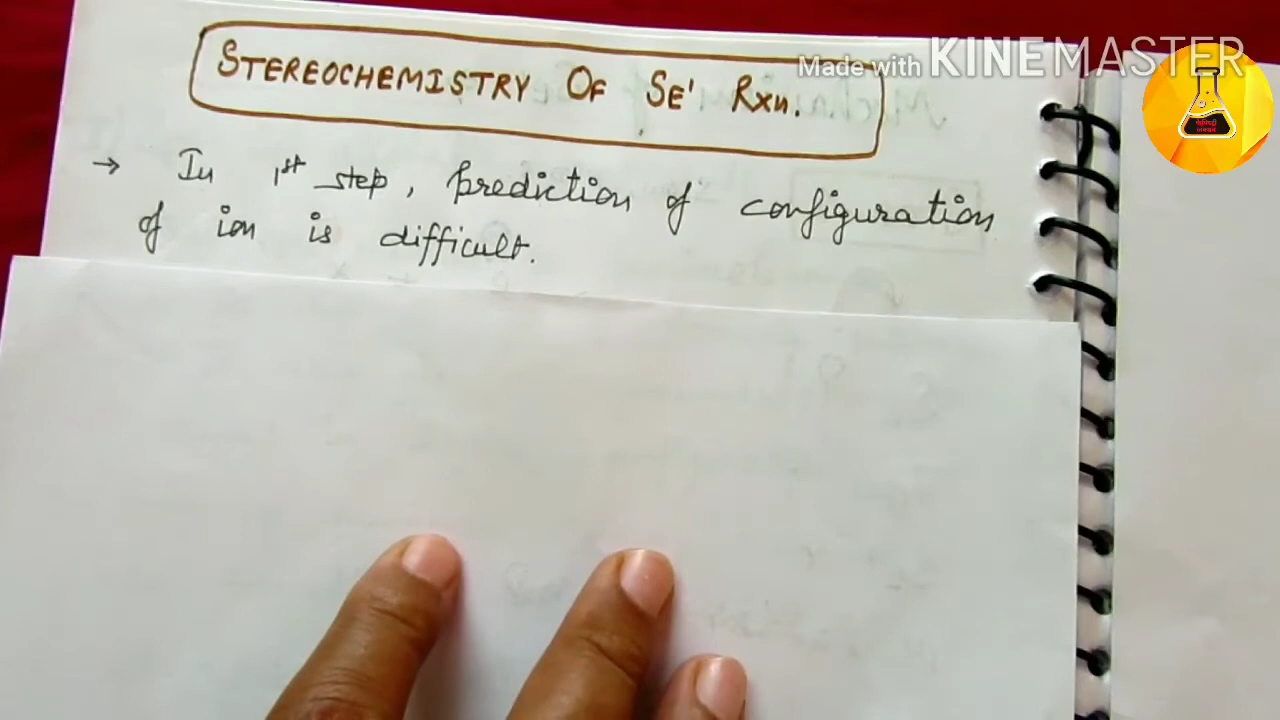 Made with KINEMASTER
STEREOCHEMISTRY OF SE' Rxn.
→ In 1st step, prediction of configuration
of ion is difficult.